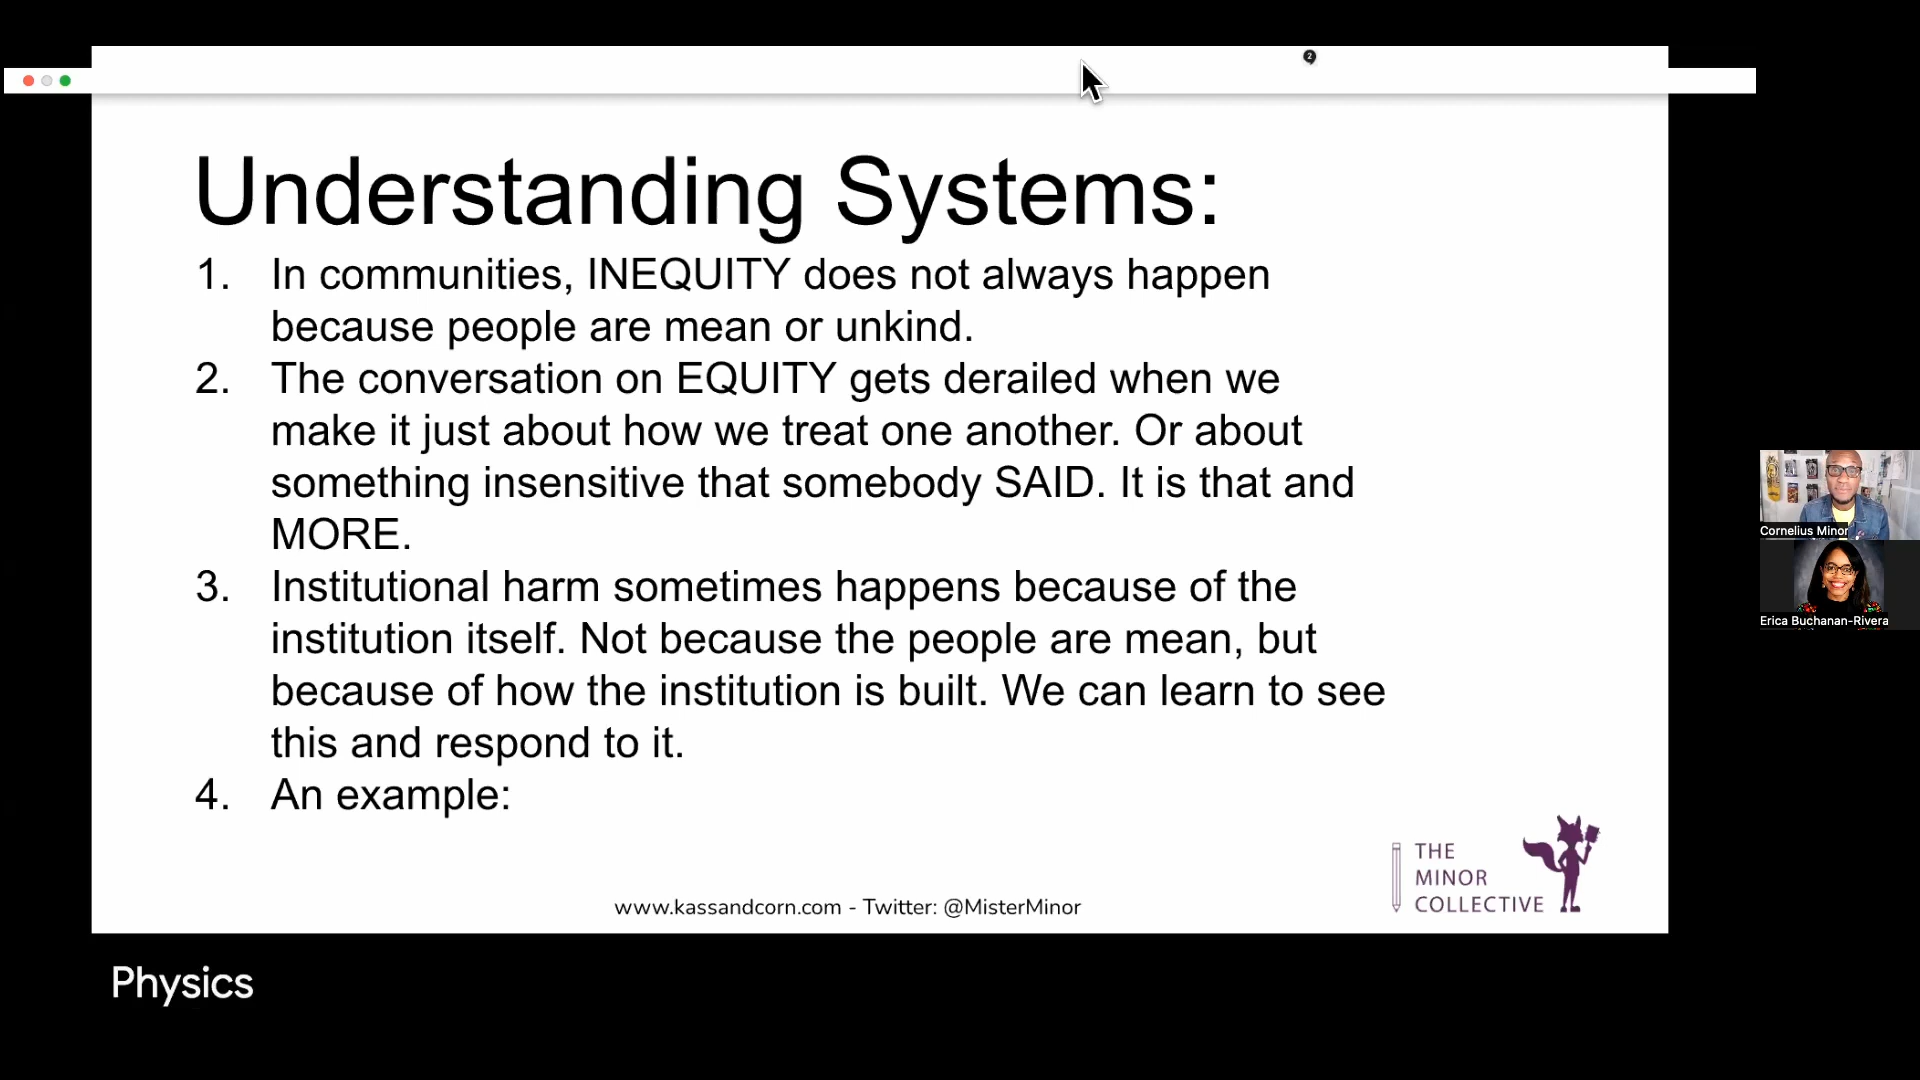 2
Understanding Systems:
1. In communities, INEQUITY does not always happen
because people are mean or unkind.
2. The conversation on EQUITY gets derailed when we
make it just about how we treat one another. Or about
something insensitive that somebody SAID. It is that and
MORE.
3. Institutional harm sometimes happens because of the
institution itself. Not because the people are mean, but
because of how the institution is built. We can learn to see
this and respond to it.
4. An example:
www.kassandcorn.com - Twitter: @MisterMinor
THE
MINOR
COLLECTIVE
Cornelius Minor
Erica Buchanan-Rivera
Physics